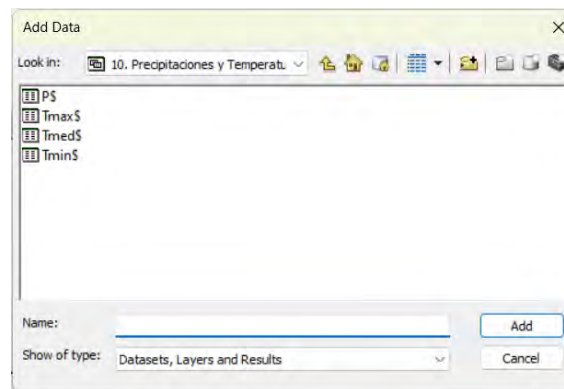 Add Data
Look in: 10. Precipitaciones y Temperatu
P$
Tmax$
Tmed$
Tmin$
Name: Add
Show of type: Datasets, Layers and Results Cancel